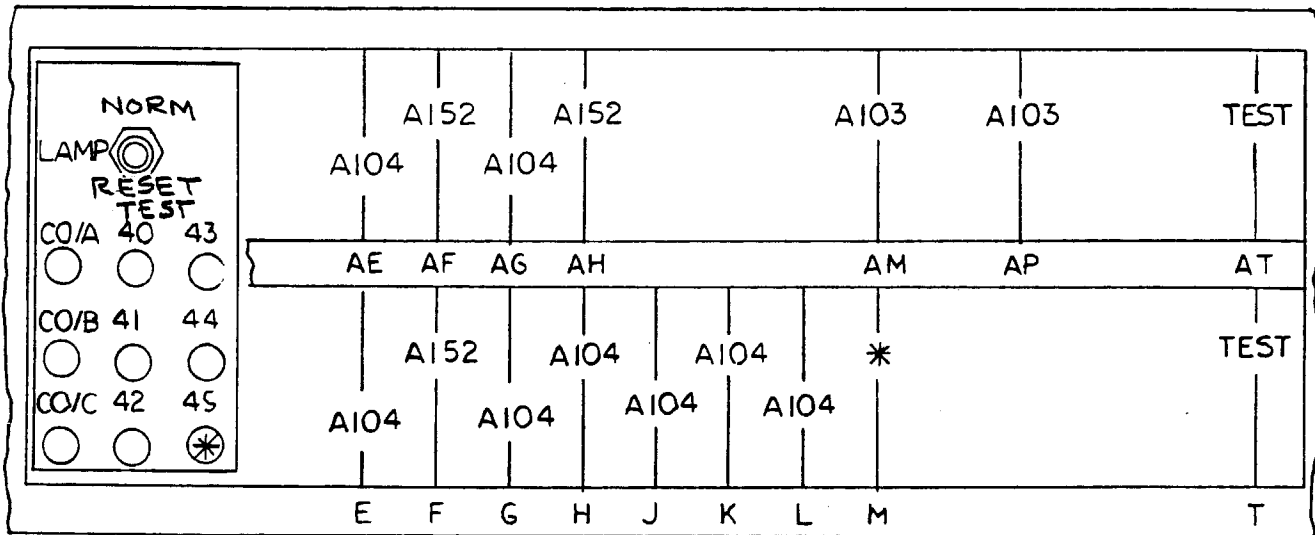 NORM
LAMP
RESET
TEST
CO/A 40 43
CO/B 41 44
CO/C 42 45
A152 A152 A103 A103 TEST
A104 A104
AE AF AG AH AM AP AT
A152 A104 A104 * TEST
A104 A104 A104 A104
*
E F G H J K L M T